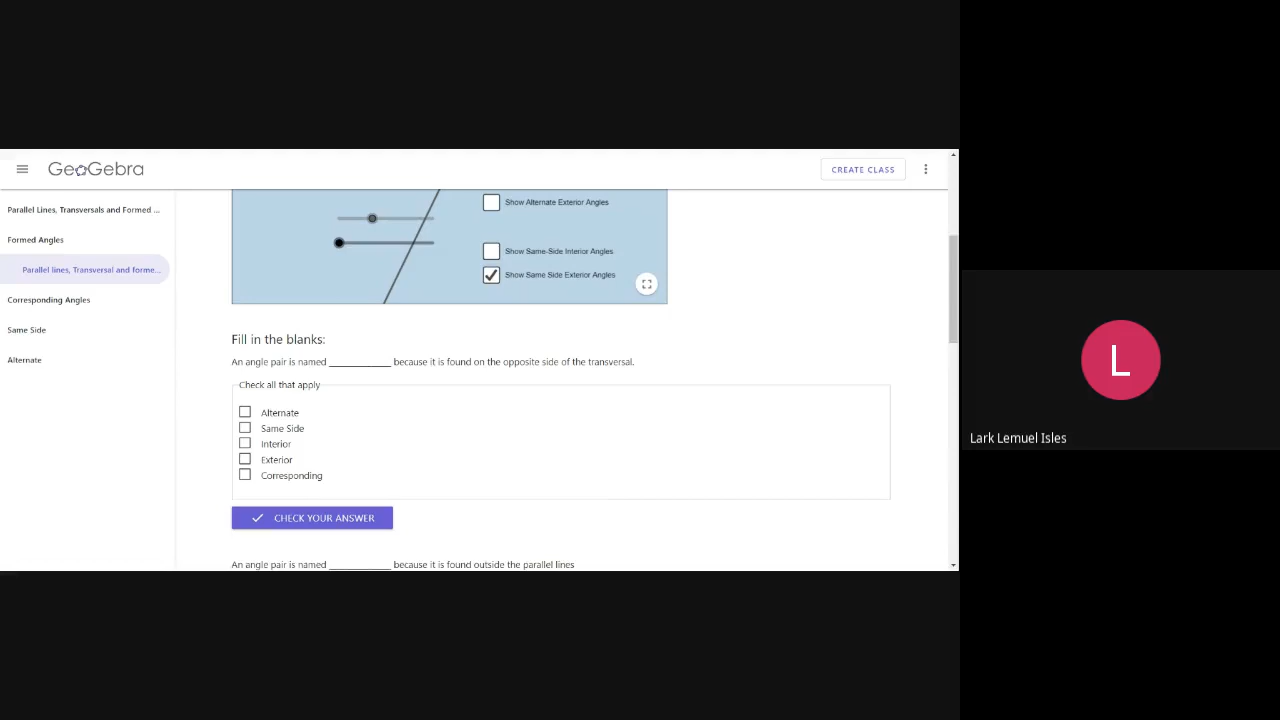 GeoGebra
CREATE CLASS
Parallel Lines, Transversals and Formed ...
Formed Angles
Parallel lines, Transversal and forme...
Corresponding Angles
Same Side
Alternate
Show Alternate Exterior Angles
Show Same-Side Interior Angles
Show Same Side Exterior Angles
Fill in the blanks:
An angle pair is named ____________ because it is found on the opposite side of the transversal.
Check all that apply
Alternate
Same Side
Interior
Exterior
Corresponding
CHECK YOUR ANSWER
An angle pair is named ____________ because it is found outside the parallel lines
L
Lark Lemuel Isles